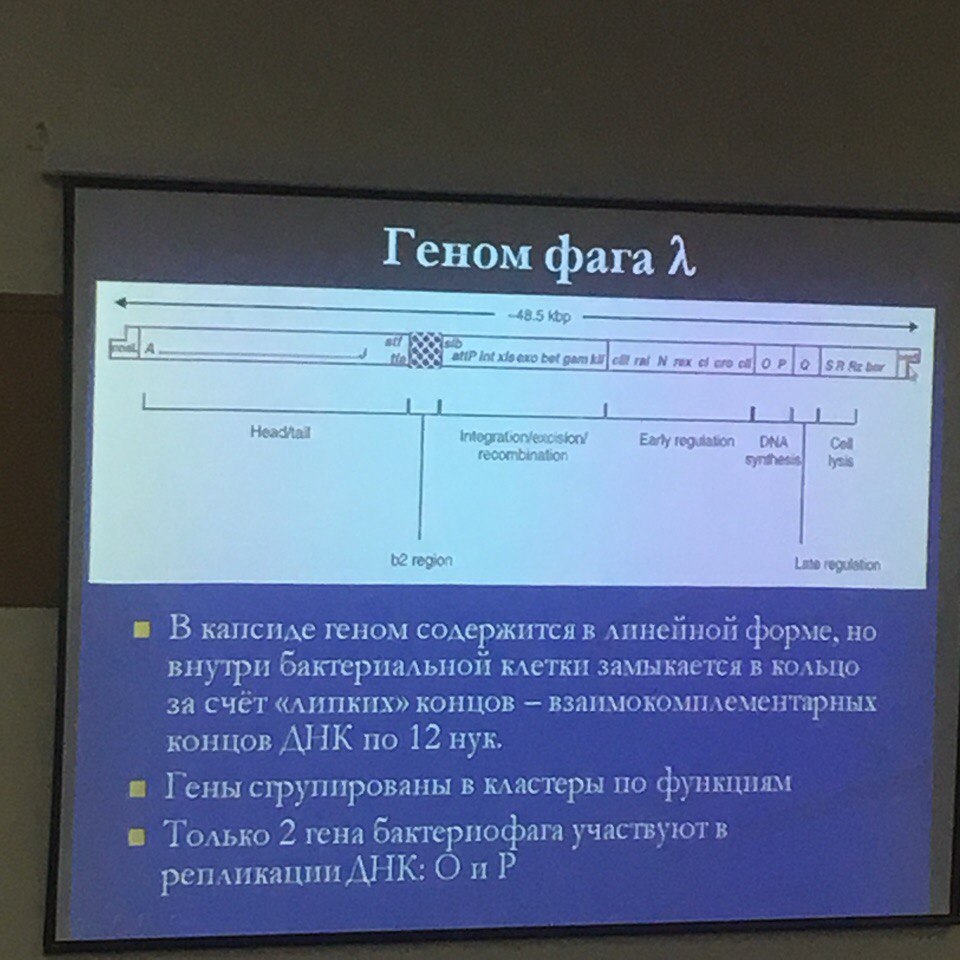 Геном фага λ
~48.5 kbp
stf
sib
A
J
tfa
attP int xis exo bet gam kil
cIII ral N rex cI cro cII
O P
Q
S R Rz bor
Head/tail
Integration/excision/
recombination
Early regulation
DNA
synthesis
Cell
lysis
b2 region
Late regulation
В капсиде геном содержится в линейной форме, но
внутри бактериальной клетки замыкается в кольцо
за счёт «липких» концов – взаимокомплементарных
концов ДНК по 12 нук.
Гены сгрупированы в кластеры по функциям
Только 2 гена бактериофага участвуют в
репликации ДНК: О и Р